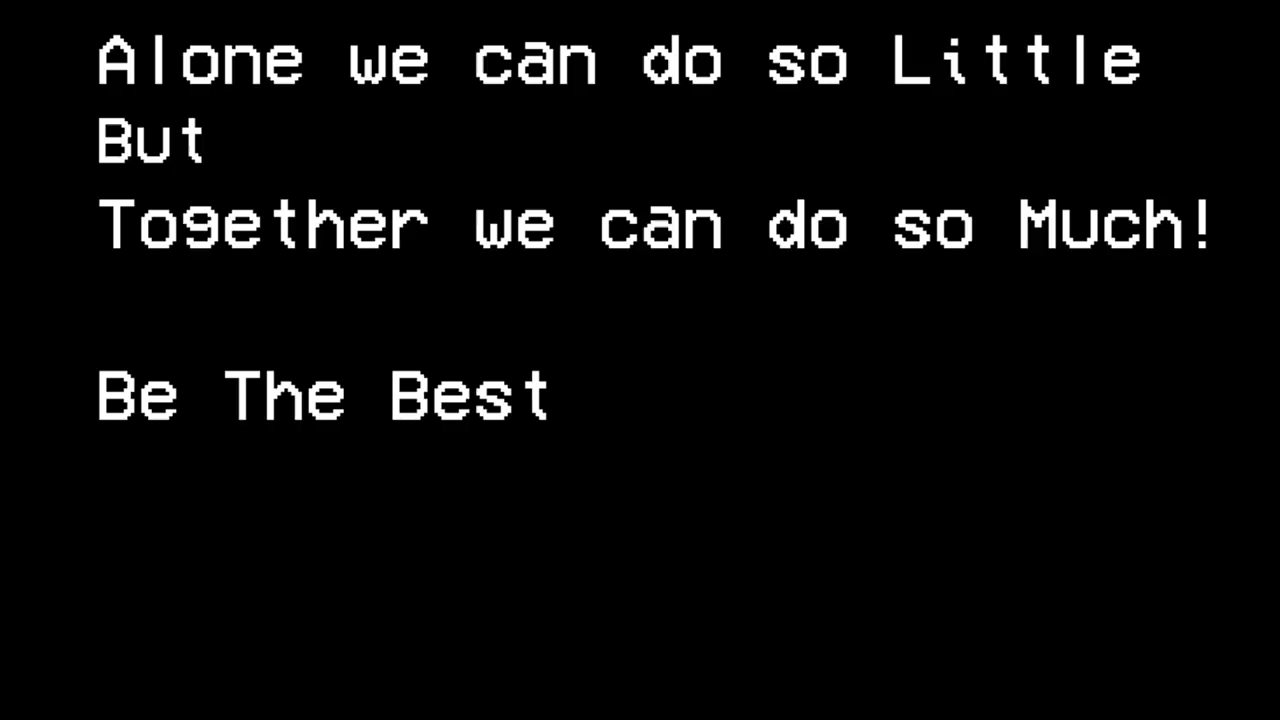 Alone we can do so Little
But
Together we can do so Much!
Be The Best